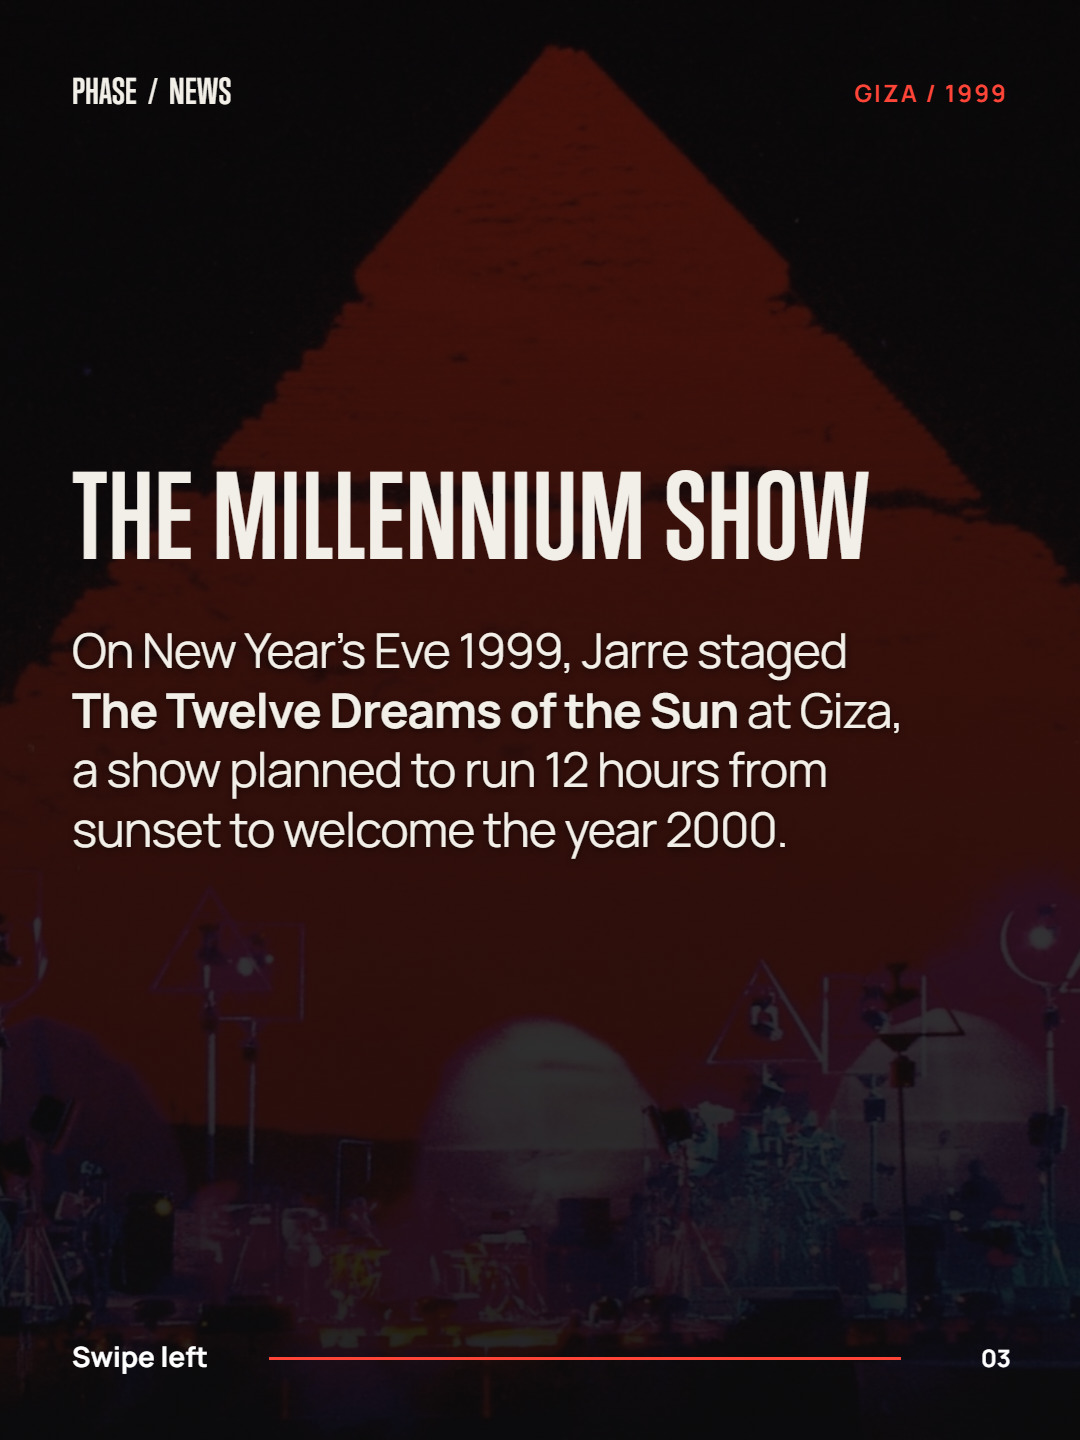 PHASE / NEWS
GIZA / 1999
THE MILLENNIUM SHOW
On New Year’s Eve 1999, Jarre staged
The Twelve Dreams of the Sun at Giza,
a show planned to run 12 hours from
sunset to welcome the year 2000.
Swipe left
03